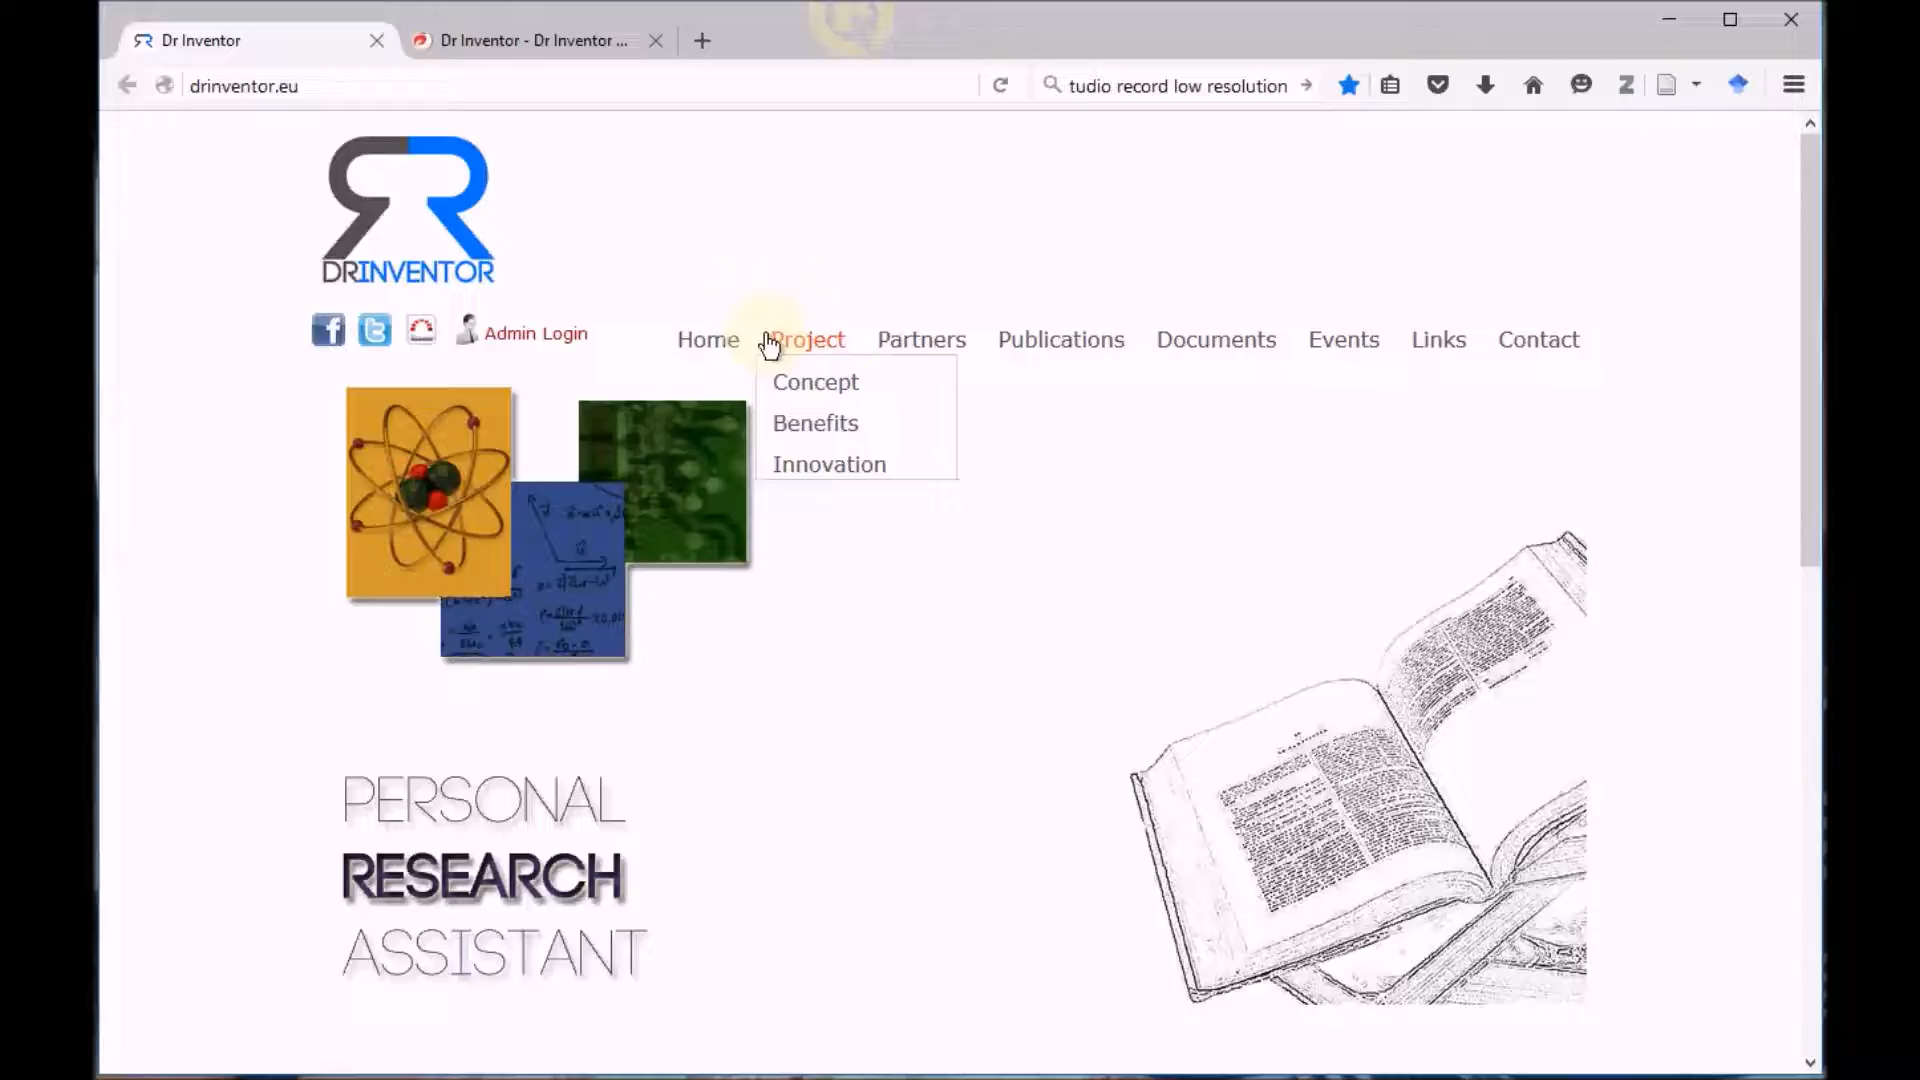 Dr Inventor
Dr Inventor - Dr Inventor ...
drinventor.eu
tudio record low resolution
DRINVENTOR
Admin Login
Home Project Partners Publications Documents Events Links Contact
Concept
Benefits
Innovation
PERSONAL
RESEARCH
ASSISTANT